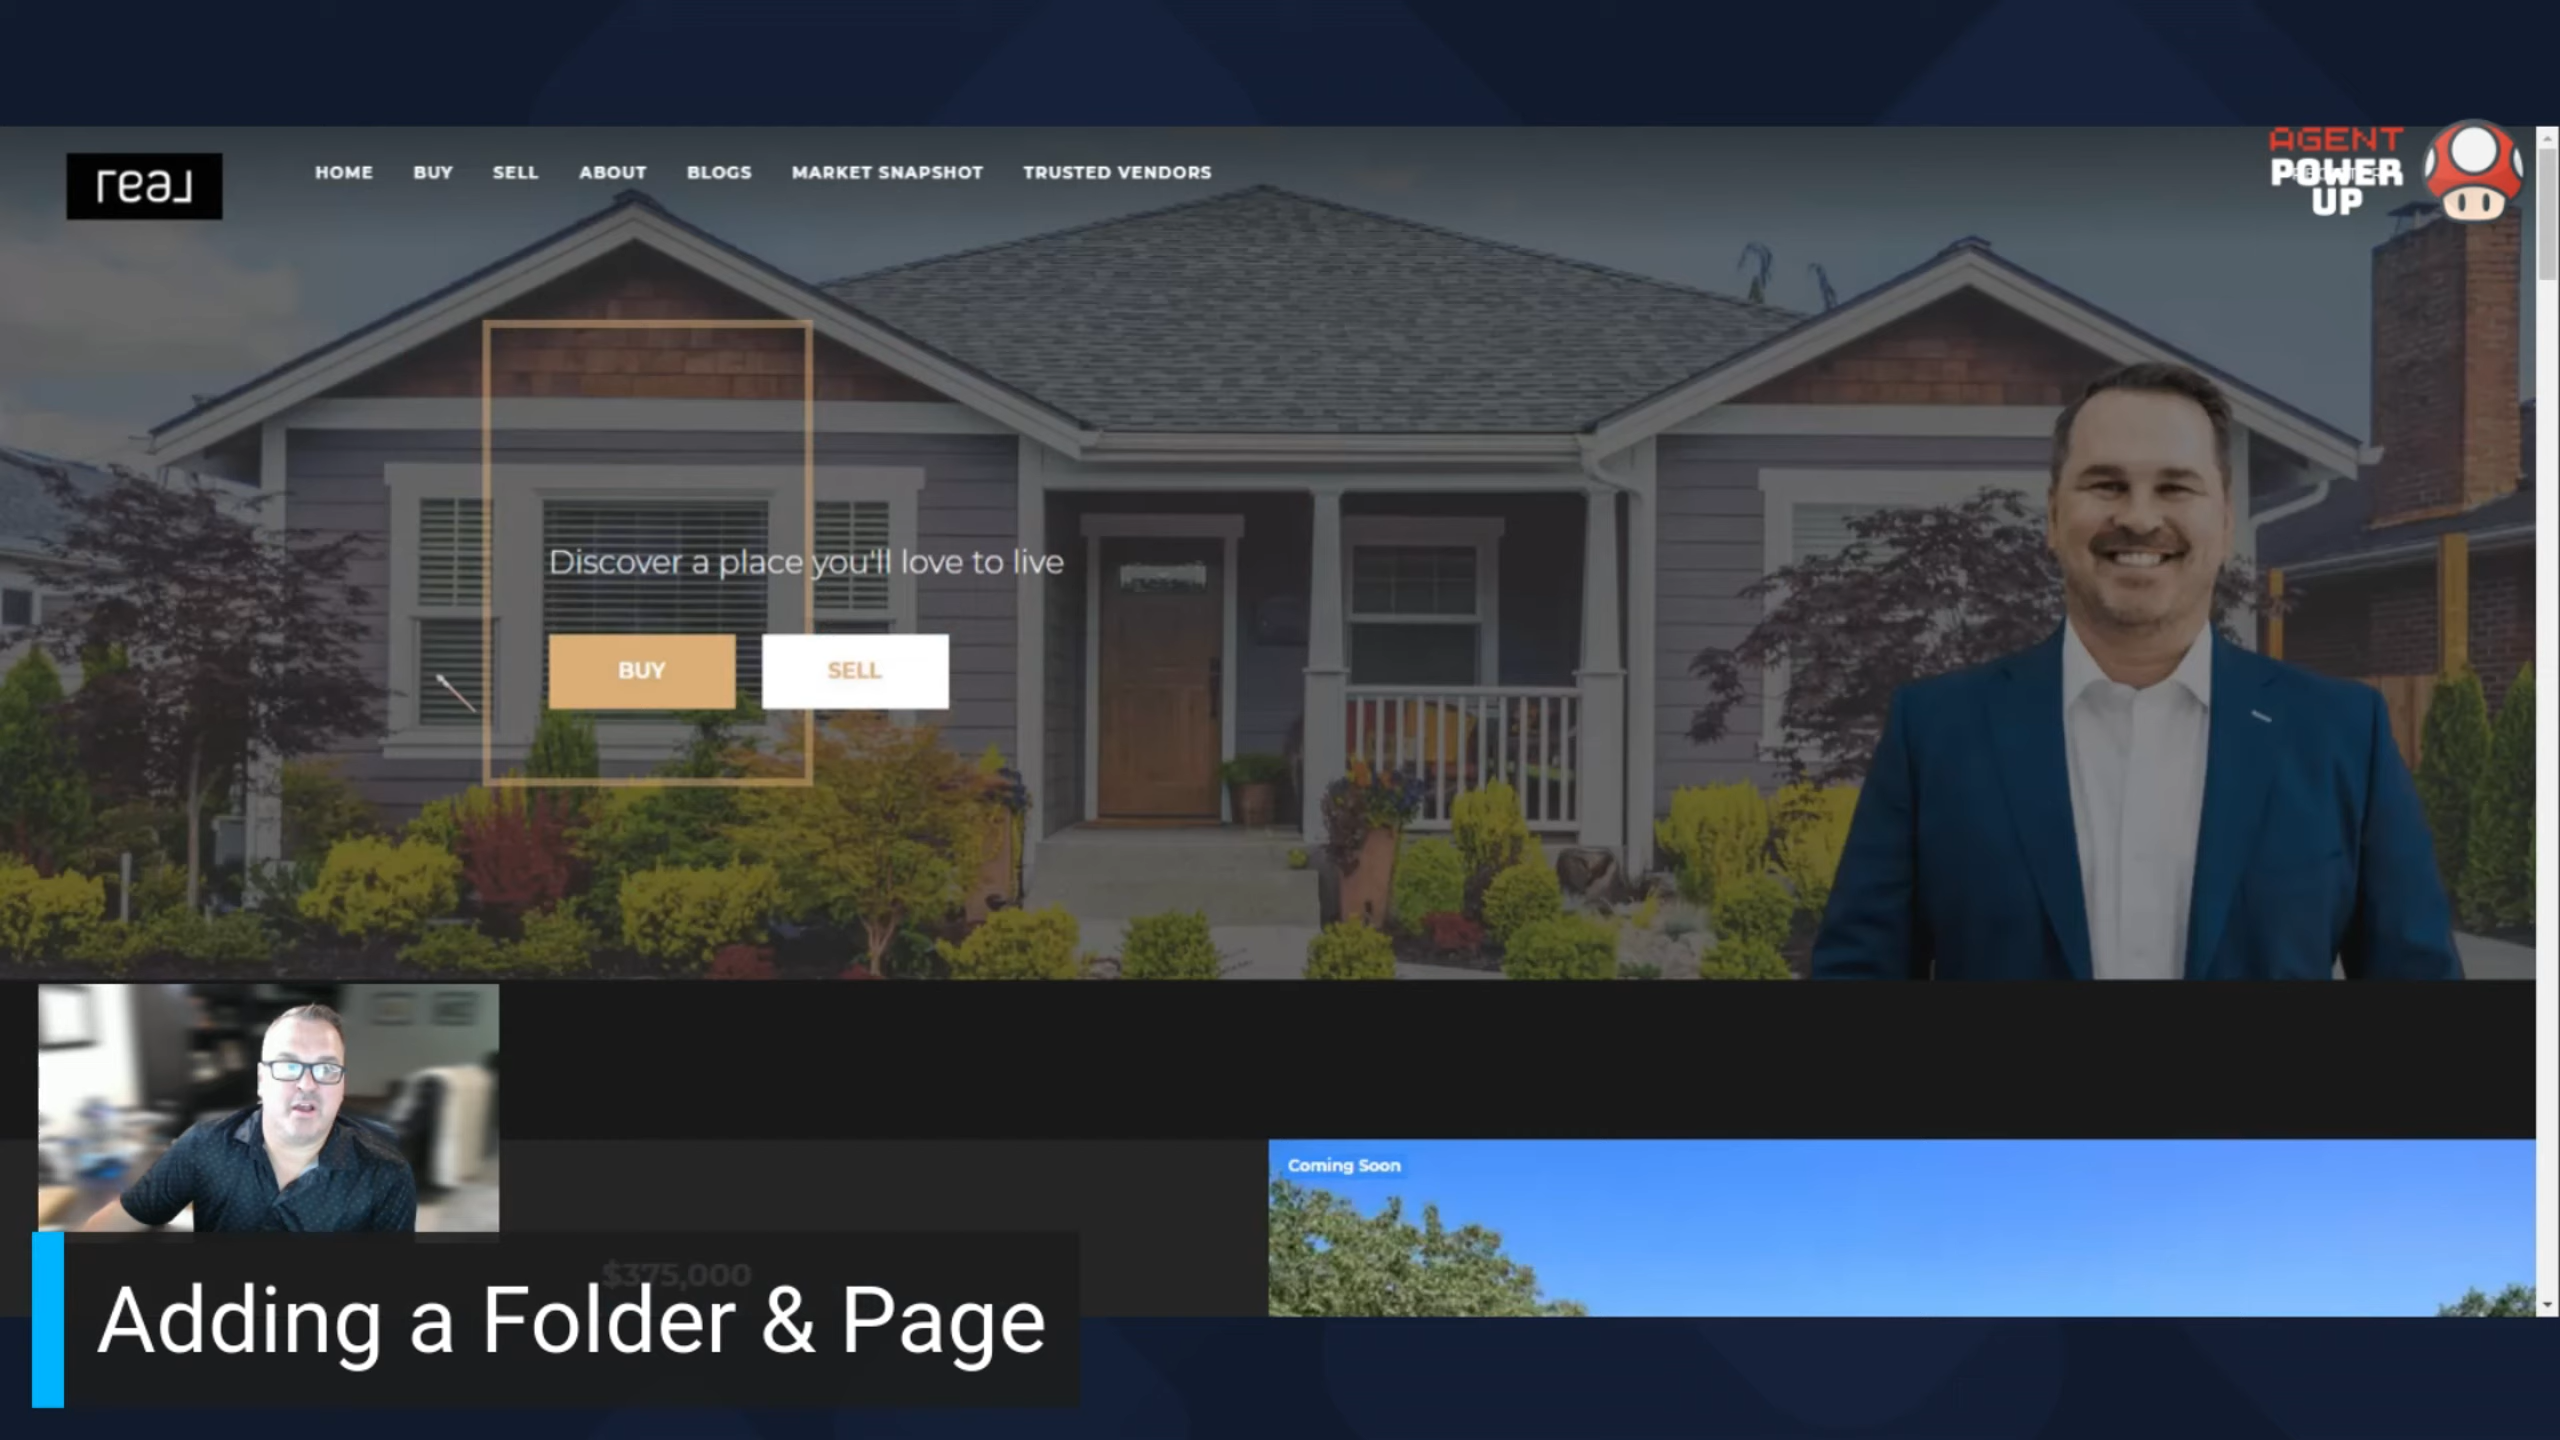 real
HOME BUY SELL ABOUT BLOGS MARKET SNAPSHOT TRUSTED VENDORS
AGENT
POWER
UP
Discover a place you'll love to live
BUY SELL
Coming Soon
$375,000
Adding a Folder & Page